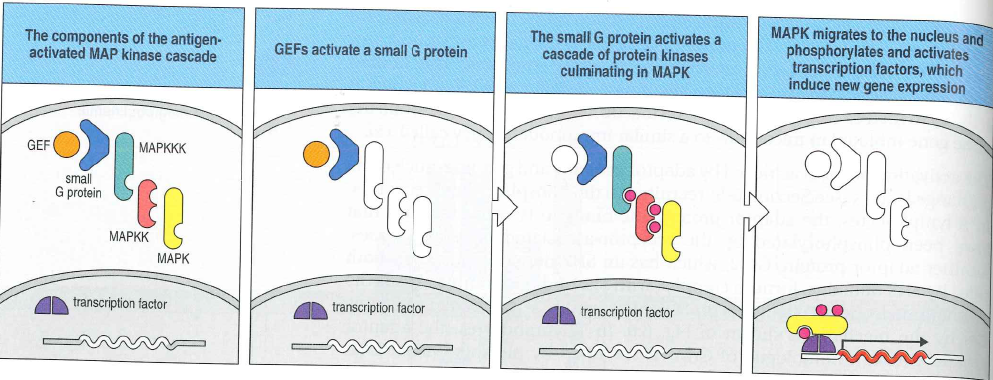 The components of the antigen-
activated MAP kinase cascade
GEF
MAPKKK
small
G protein
MAPKK
MAPK
transcription factor
GEFs activate a small G protein
transcription factor
The small G protein activates a
cascade of protein kinases
culminating in MAPK
transcription factor
MAPK migrates to the nucleus and
phosphorylates and activates
transcription factors, which
induce new gene expression